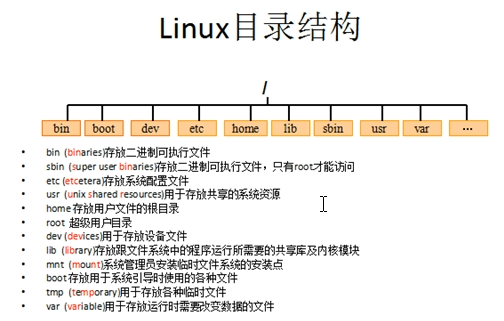 Linux目录结构
/
bin boot dev etc home lib sbin usr var ...
• bin (binaries)存放二进制可执行文件
• sbin (super user binaries)存放二进制可执行文件，只有root才能访问
• etc (etcetera)存放系统配置文件
• usr (unix shared resources)用于存放共享的系统资源
• home 存放用户文件的根目录
• root 超级用户目录
• dev (devices)用于存放设备文件
• lib (library)存放跟文件系统中的程序运行所需要的共享库及内核模块
• mnt (mount)系统管理员安装临时文件系统的安装点
• boot 存放用于系统引导时使用的各种文件
• tmp (temporary)用于存放各种临时文件
• var (variable)用于存放运行时需要改变数据的文件